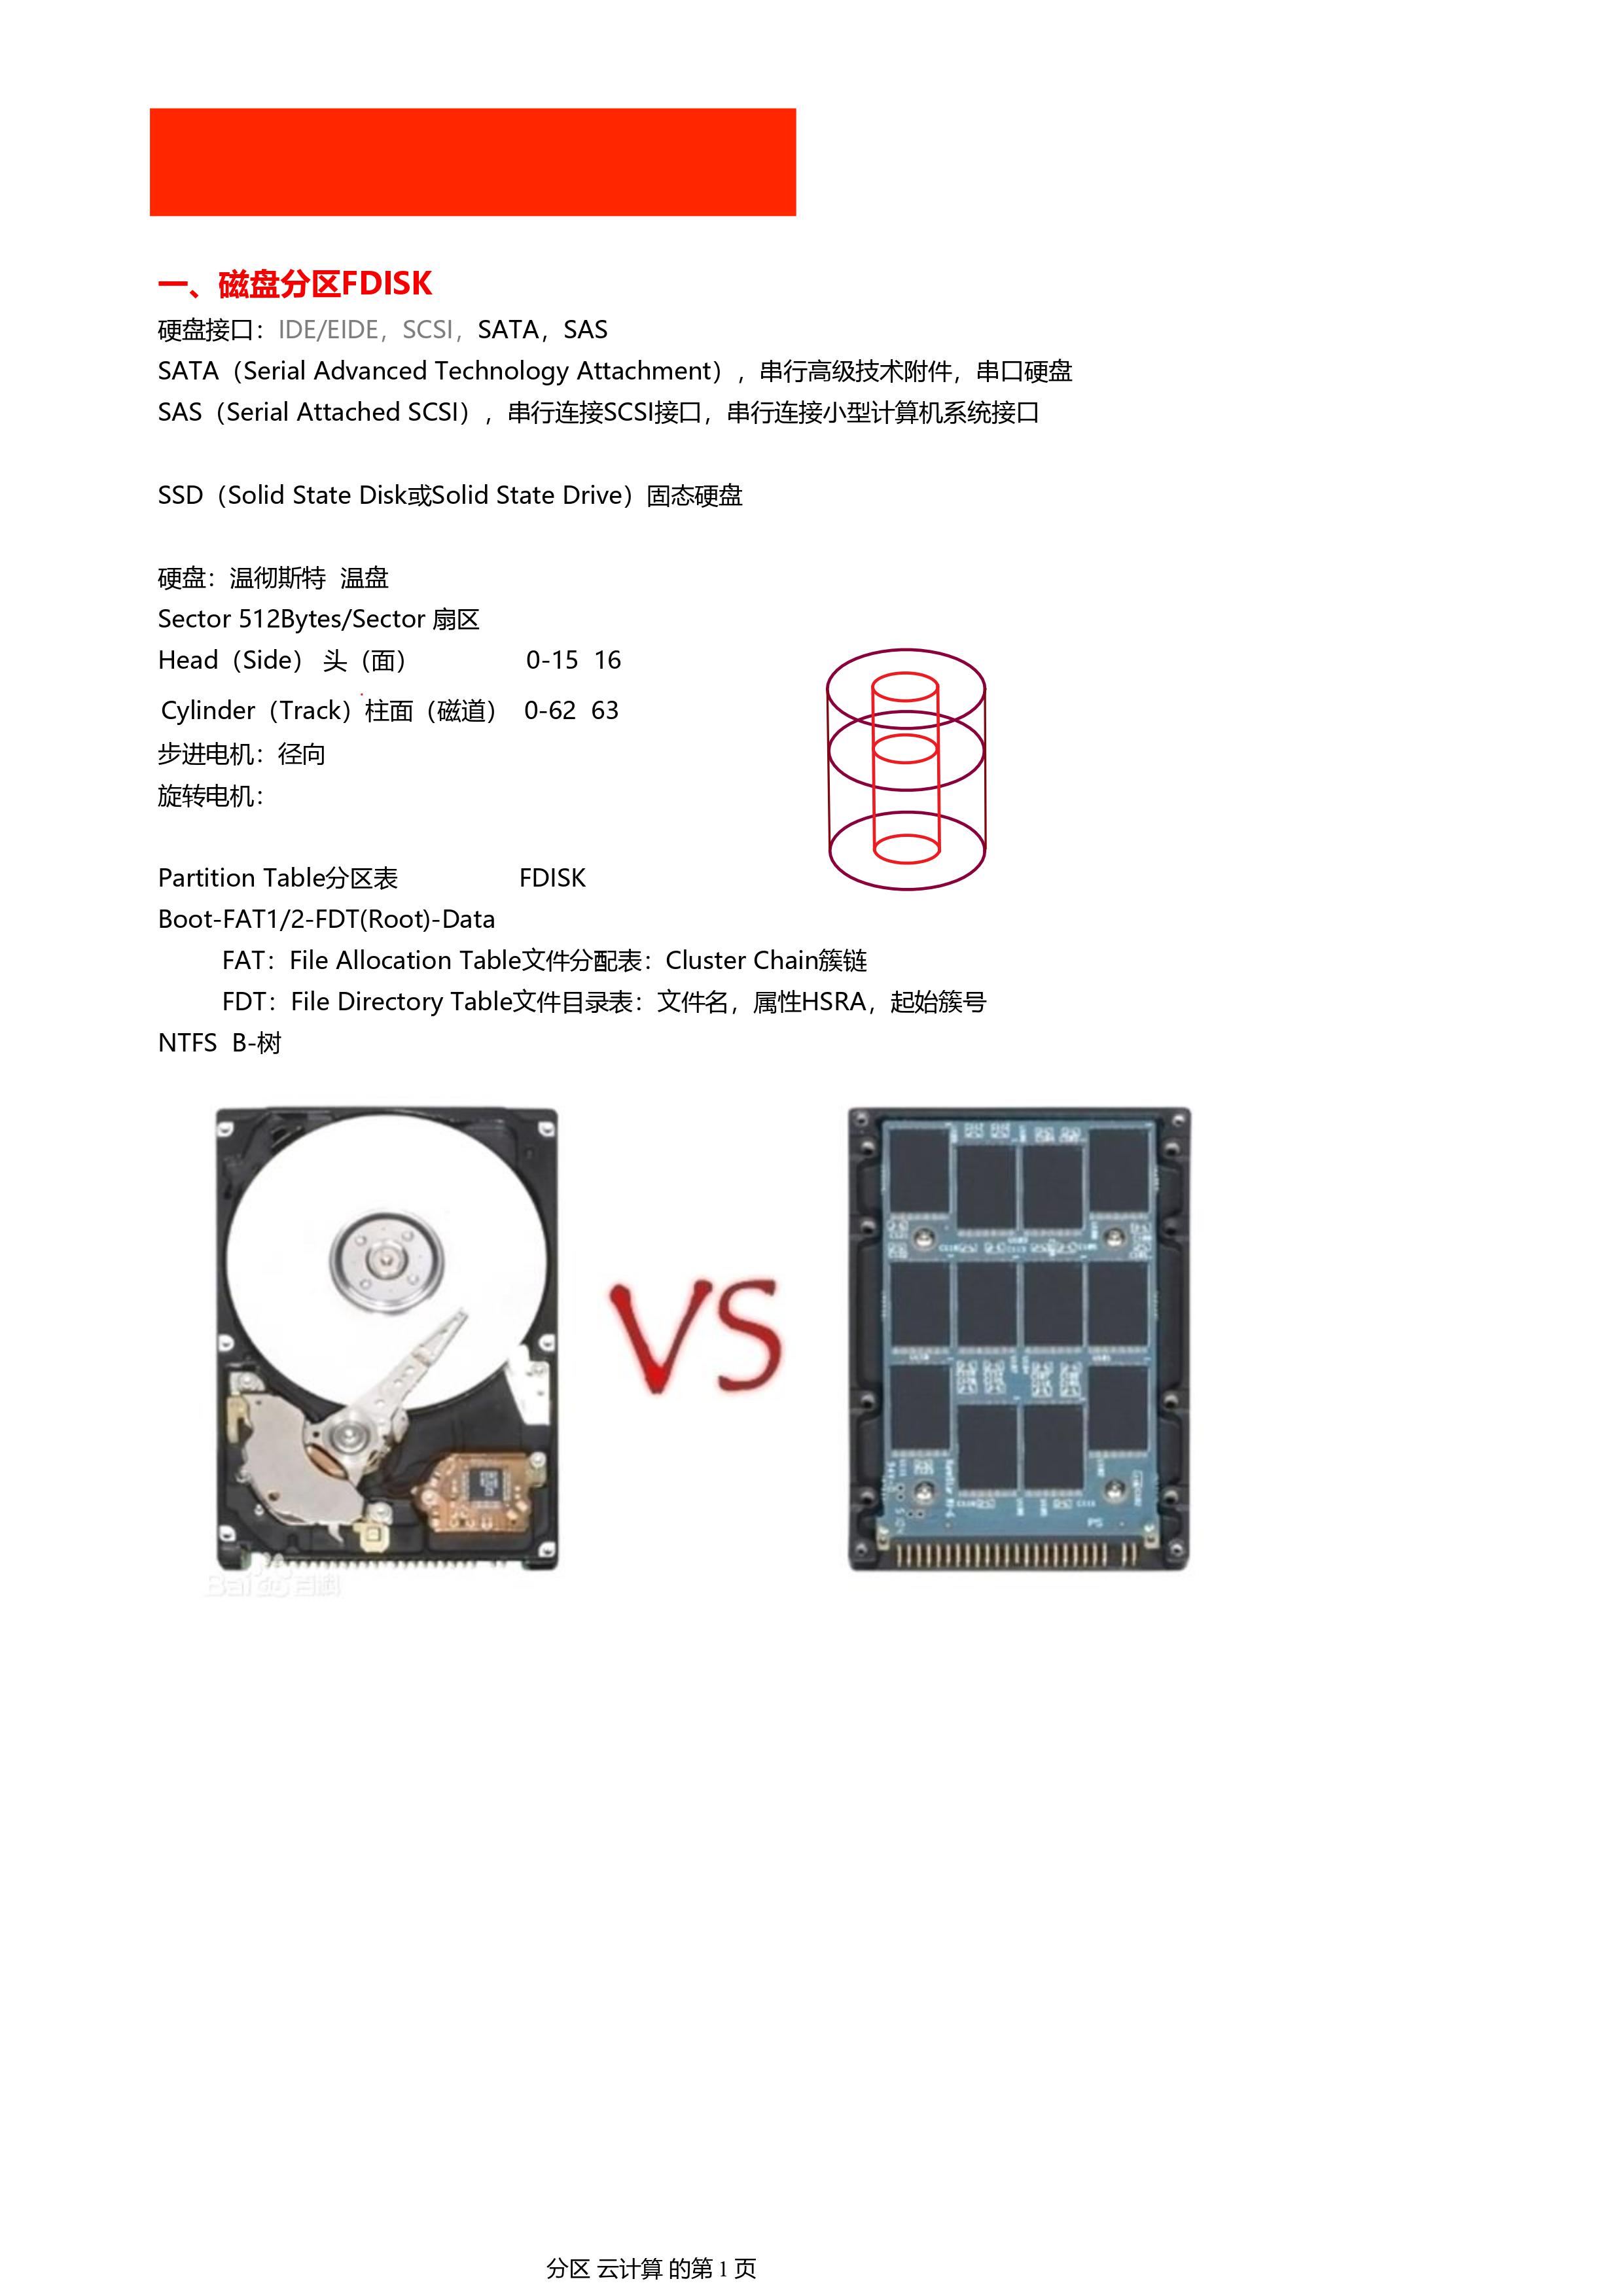 一、磁盘分区FDISK
硬盘接口：IDE/EIDE，SCSI，SATA，SAS
SATA（Serial Advanced Technology Attachment），串行高级技术附件，串口硬盘
SAS（Serial Attached SCSI），串行连接SCSI接口，串行连接小型计算机系统接口
SSD（Solid State Disk或Solid State Drive）固态硬盘
硬盘：温彻斯特 温盘
Sector 512Bytes/Sector 扇区
Head（Side） 头（面） 0-15 16
Cylinder（Track）柱面（磁道） 0-62 63
步进电机：径向
旋转电机：
Partition Table分区表 FDISK
Boot-FAT1/2-FDT(Root)-Data
FAT：File Allocation Table文件分配表：Cluster Chain簇链
FDT：File Directory Table文件目录表：文件名，属性HSRA，起始簇号
NTFS B-树
VS
Bai百科
分区 云计算 的第 1 页